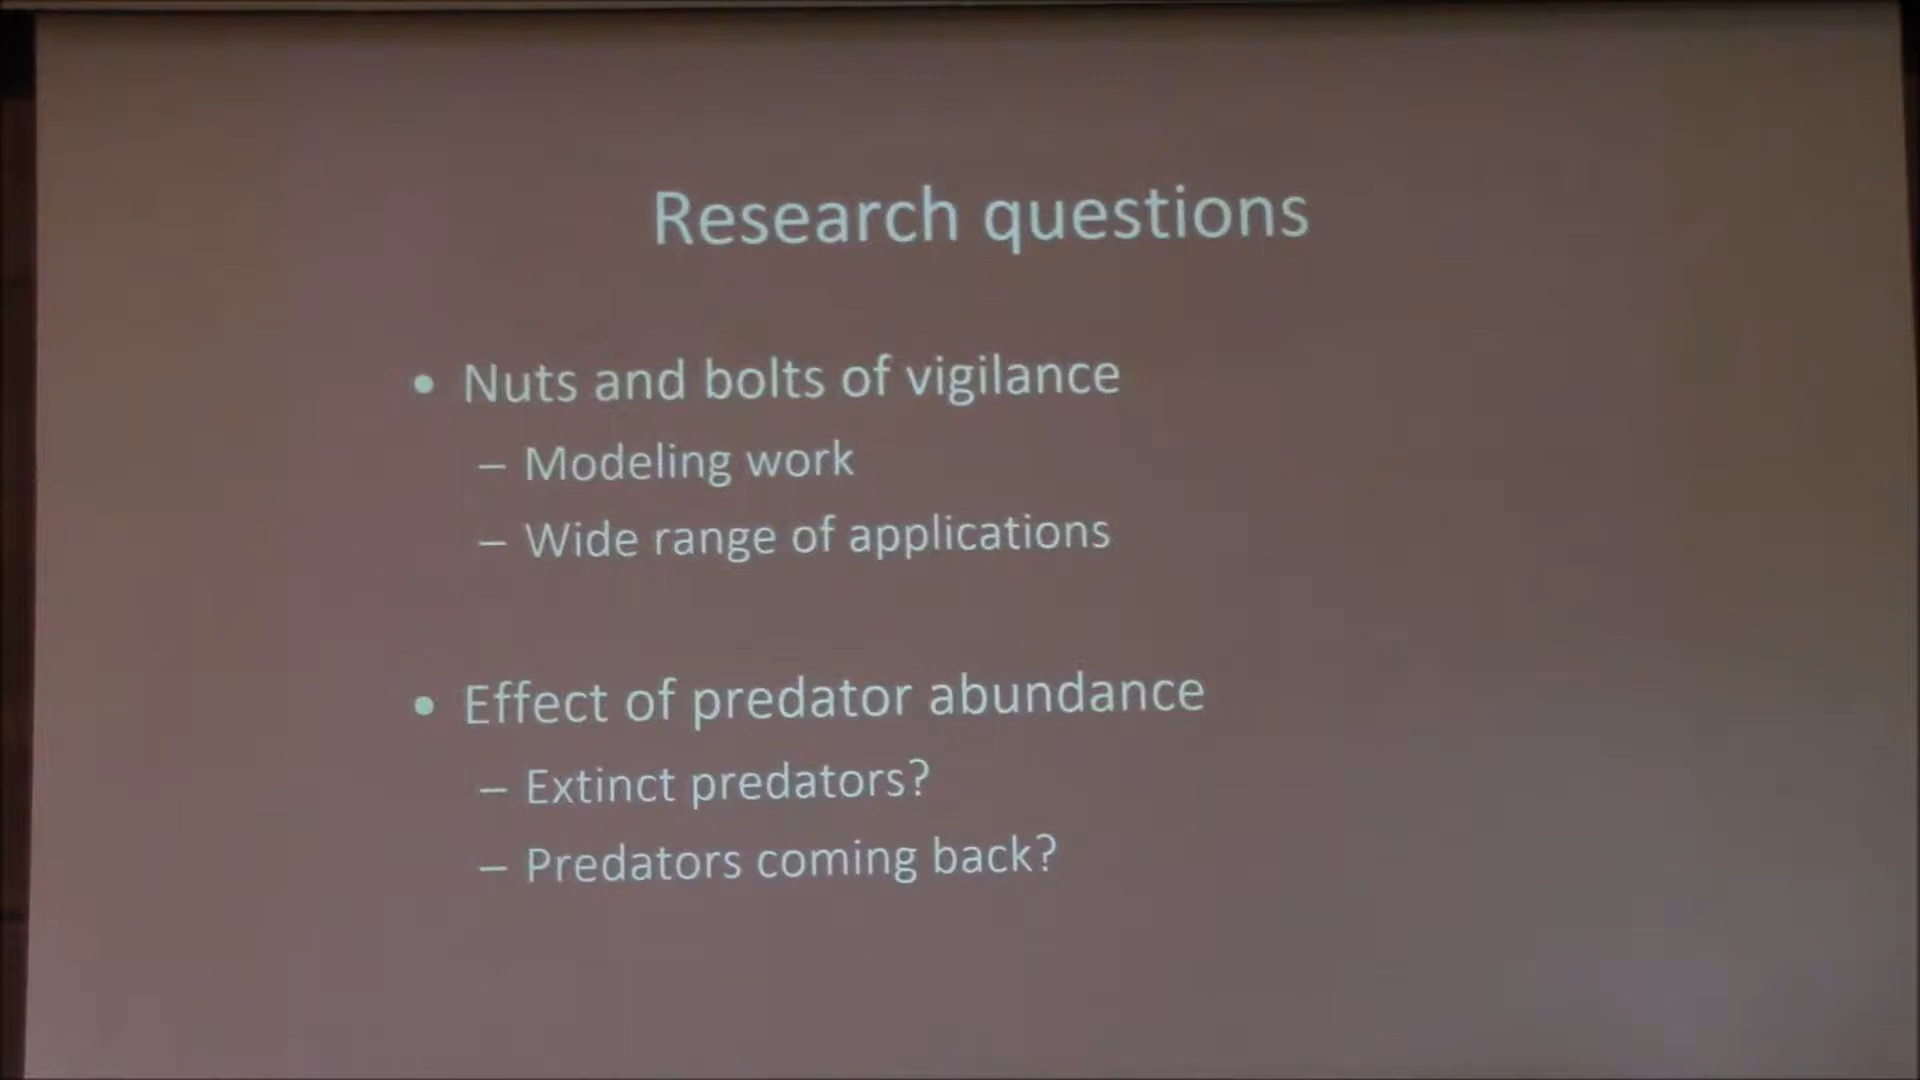 Research questions
• Nuts and bolts of vigilance
– Modeling work
– Wide range of applications
• Effect of predator abundance
– Extinct predators?
– Predators coming back?